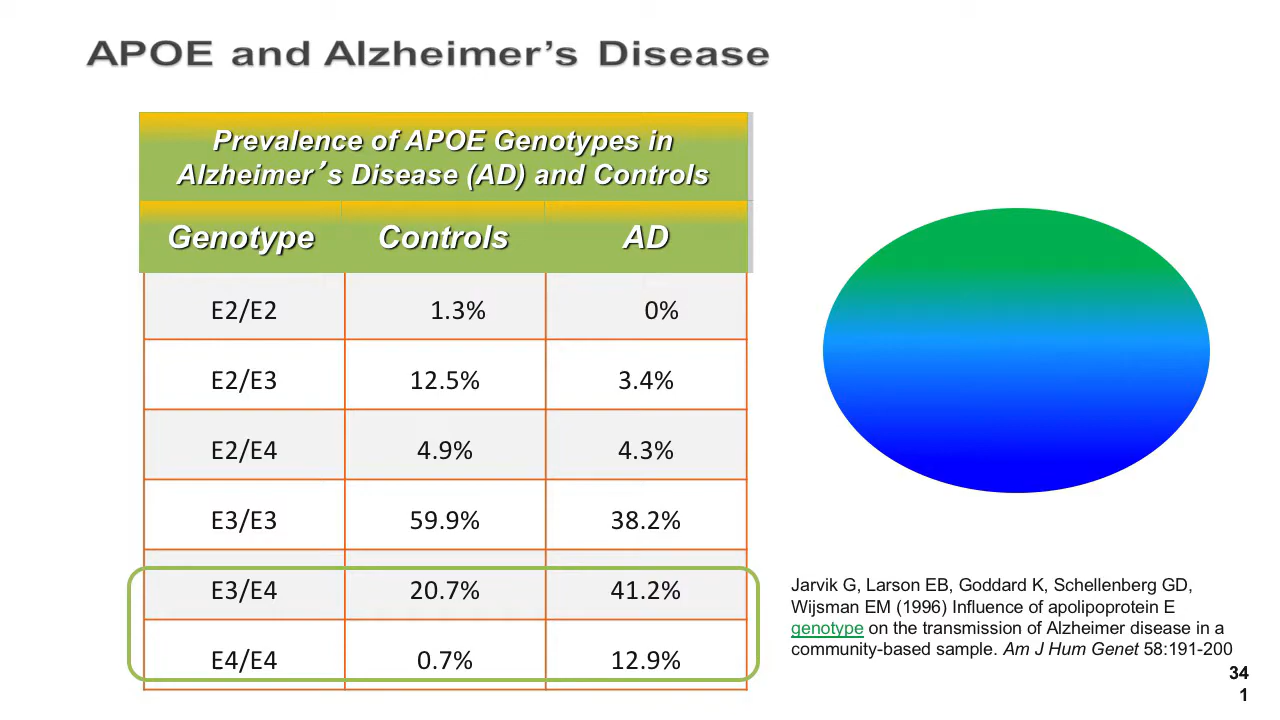 APOE and Alzheimer’s Disease
Prevalence of APOE Genotypes in
Alzheimer’s Disease (AD) and Controls
Genotype Controls AD
E2/E2 1.3% 0%
E2/E3 12.5% 3.4%
E2/E4 4.9% 4.3%
E3/E3 59.9% 38.2%
E3/E4 20.7% 41.2%
E4/E4 0.7% 12.9%
Jarvik G, Larson EB, Goddard K, Schellenberg GD,
Wijsman EM (1996) Influence of apolipoprotein E
genotype on the transmission of Alzheimer disease in a
community-based sample. Am J Hum Genet 58:191-200
34
1